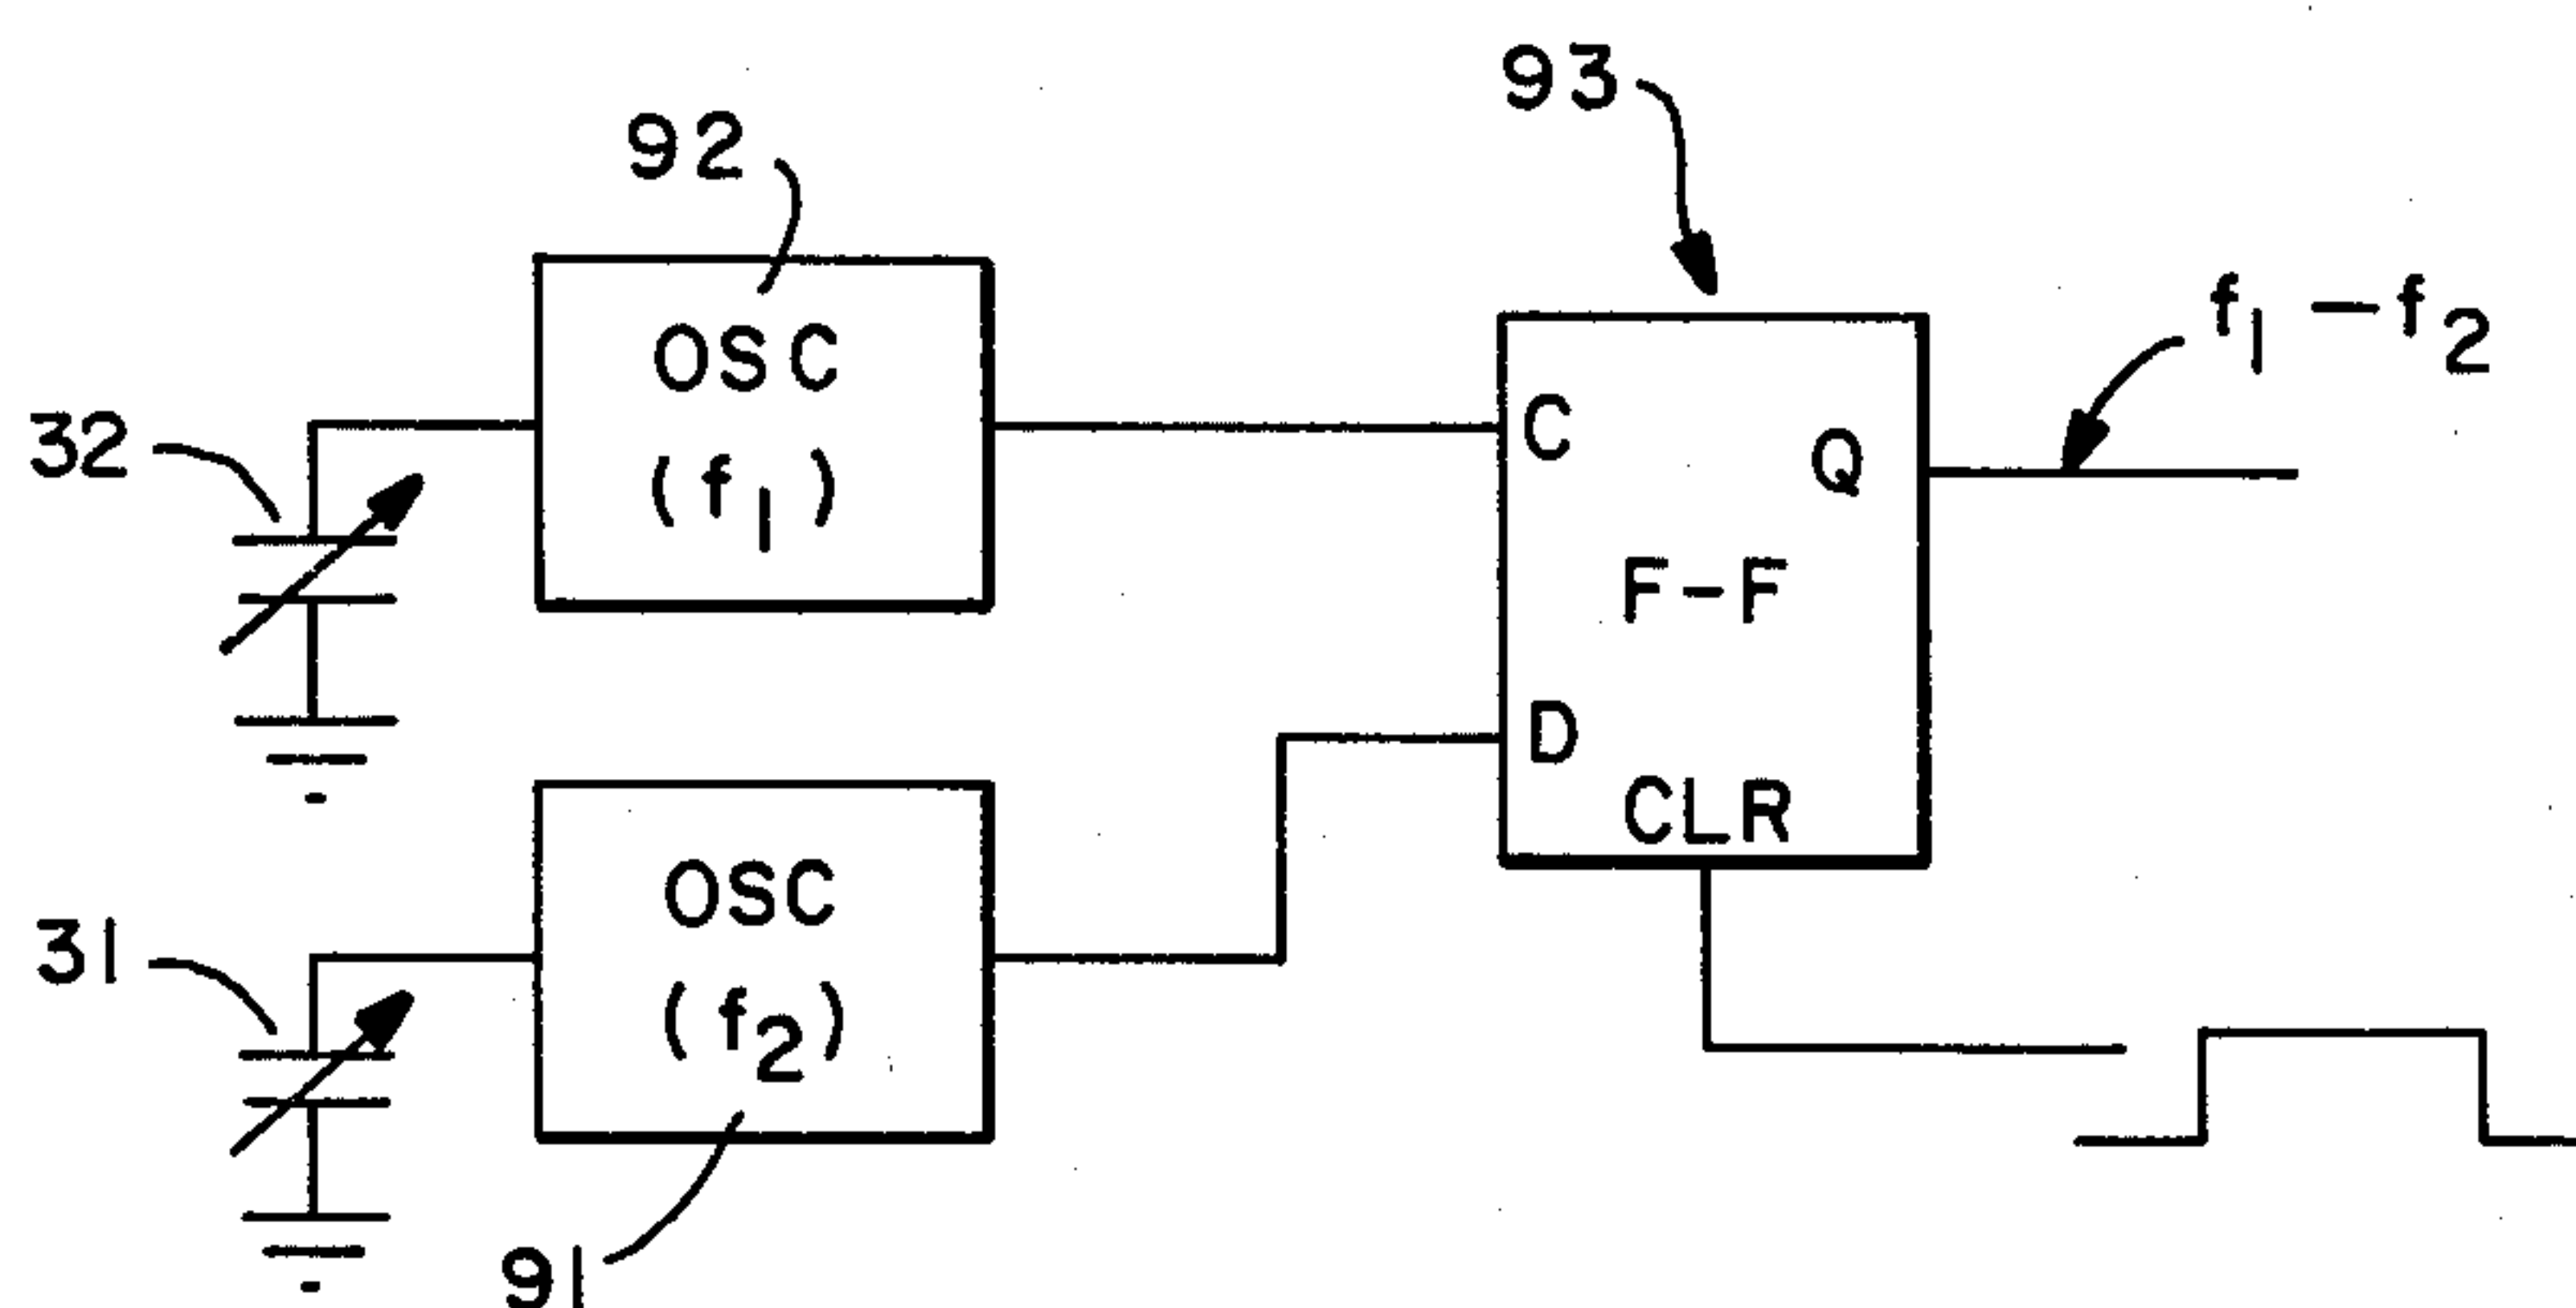 93
92
f1 – f2
OSC
(f1)
C
Q
32
F-F
D
CLR
OSC
(f2)
31
91